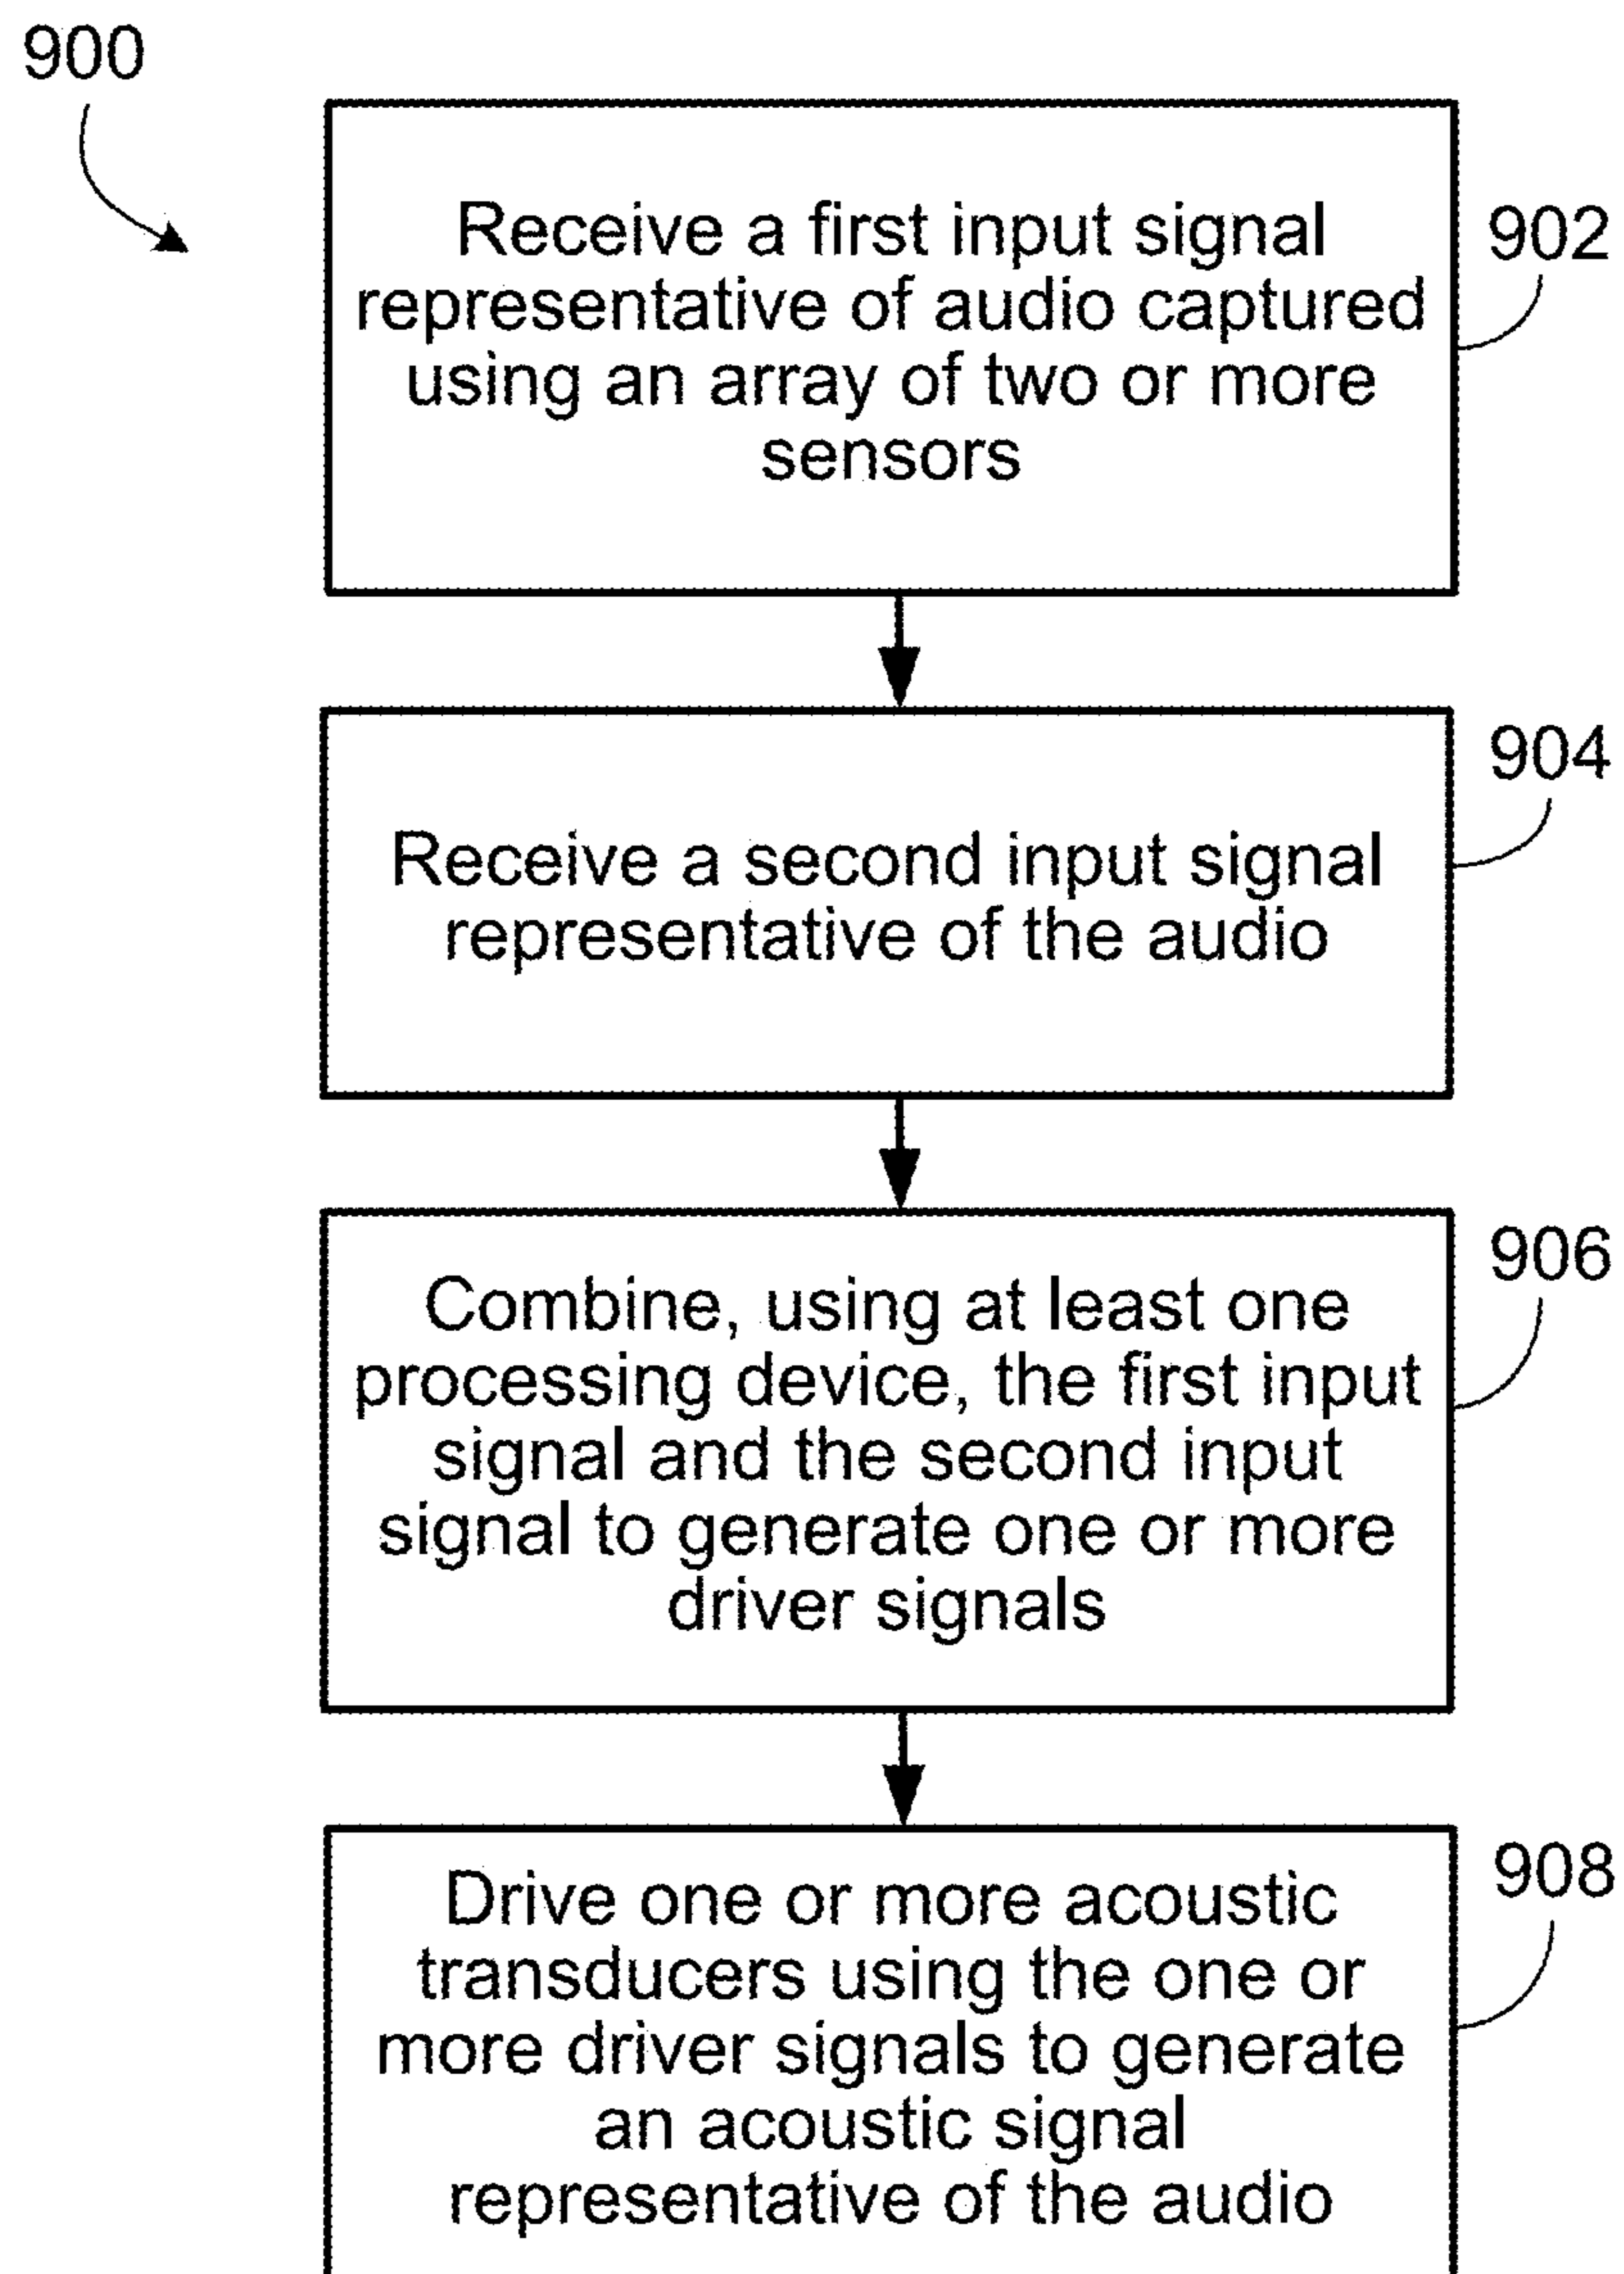 900
Receive a first input signal
representative of audio captured
using an array of two or more
sensors
902
Receive a second input signal
representative of the audio
904
Combine, using at least one
processing device, the first input
signal and the second input
signal to generate one or more
driver signals
906
Drive one or more acoustic
transducers using the one or
more driver signals to generate
an acoustic signal
representative of the audio
908